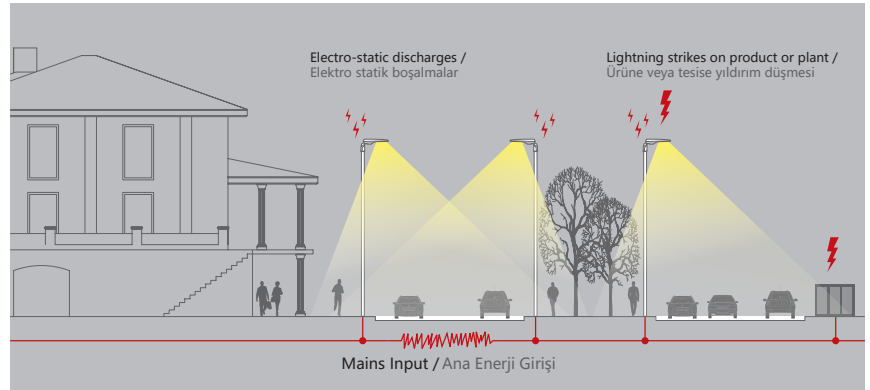 Electro-static discharges /
Elektro statik boşalmalar
Lightning strikes on product or plant /
Ürüne veya tesise yıldırım düşmesi
Mains Input / Ana Enerji Girişi